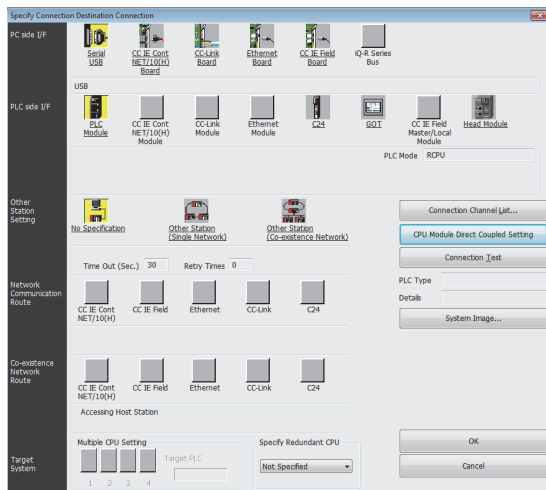 Specify Connection Destination Connection
PC side I/F
Serial
USB
CC IE Cont
NET/10(H)
Board
CC-Link
Board
Ethernet
Board
CC IE Field
Board
iQ-R Series
Bus
USB
PLC side I/F
PLC
Module
CC IE Cont
NET/10(H)
Module
CC-Link
Module
Ethernet
Module
C24
GOT
CC IE Field
Master/Local
Module
Head Module
PLC Mode RCPU
Other
Station
Setting
No Specification
Other Station
(Single Network)
Other Station
(Co-existence Network)
Connection Channel List...
CPU Module Direct Coupled Setting
Time Out (Sec.) 30 Retry Times 0
Connection Test
PLC Type
Details
System Image...
Network
Communication
Route
CC IE Cont
NET/10(H)
CC IE Field
Ethernet
CC-Link
C24
Co-existence
Network
Route
CC IE Cont
NET/10(H)
CC IE Field
Ethernet
CC-Link
C24
Accessing Host Station
Target
System
Multiple CPU Setting
1 2 3 4
Target PLC
Specify Redundant CPU
Not Specified
OK
Cancel